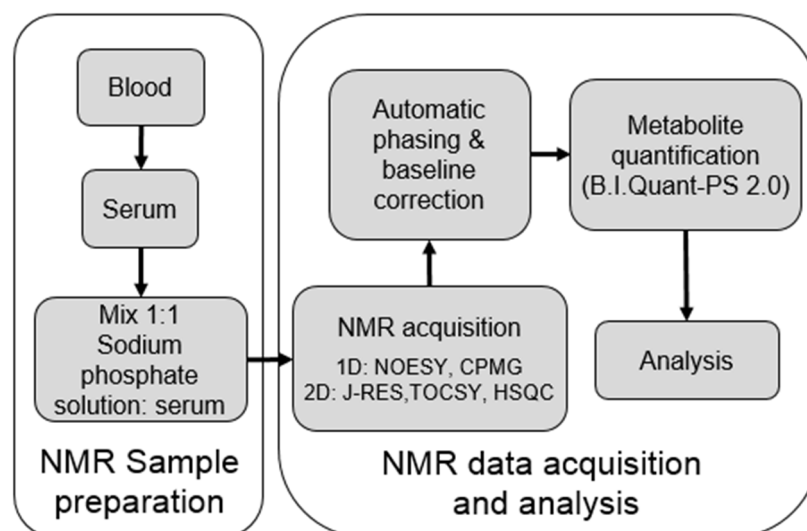 Blood
Serum
Mix 1:1
Sodium
phosphate
solution: serum
NMR Sample
preparation
Automatic
phasing &
baseline
correction
Metabolite
quantification
(B.I.Quant-PS 2.0)
NMR acquisition
1D: NOESY, CPMG
2D: J-RES,TOCSY, HSQC
Analysis
NMR data acquisition
and analysis